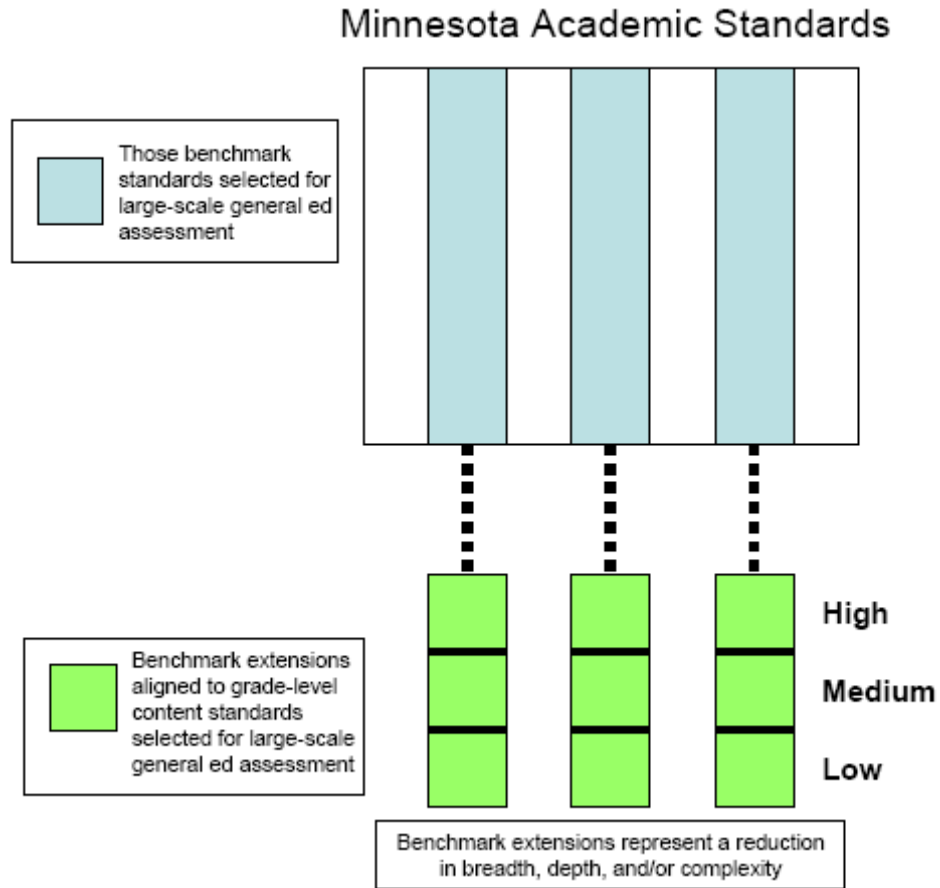 Minnesota Academic Standards
Those benchmark
standards selected for
large-scale general ed
assessment
Benchmark extensions
aligned to grade-level
content standards
selected for large-scale
general ed assessment
High
Medium
Low
Benchmark extensions represent a reduction
in breadth, depth, and/or complexity